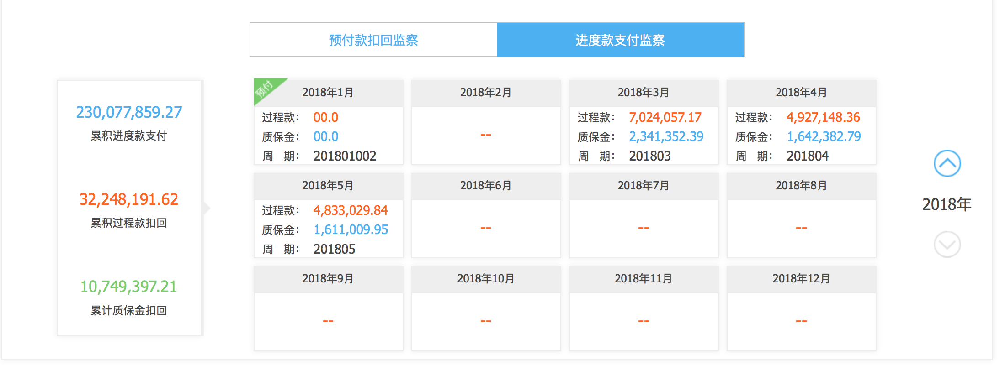 预付款扣回监察
进度款支付监察
230,077,859.27
累积进度款支付
32,248,191.62
累积过程款扣回
10,749,397.21
累计质保金扣回
预付
2018年1月
过程款： 00.0
质保金： 00.0
周 期： 201801002
2018年2月
--
2018年3月
过程款： 7,024,057.17
质保金： 2,341,352.39
周 期： 201803
2018年4月
过程款： 4,927,148.36
质保金： 1,642,382.79
周 期： 201804
2018年5月
过程款： 4,833,029.84
质保金： 1,611,009.95
周 期： 201805
2018年6月
--
2018年7月
--
2018年8月
--
2018年9月
--
2018年10月
--
2018年11月
--
2018年12月
--
2018年